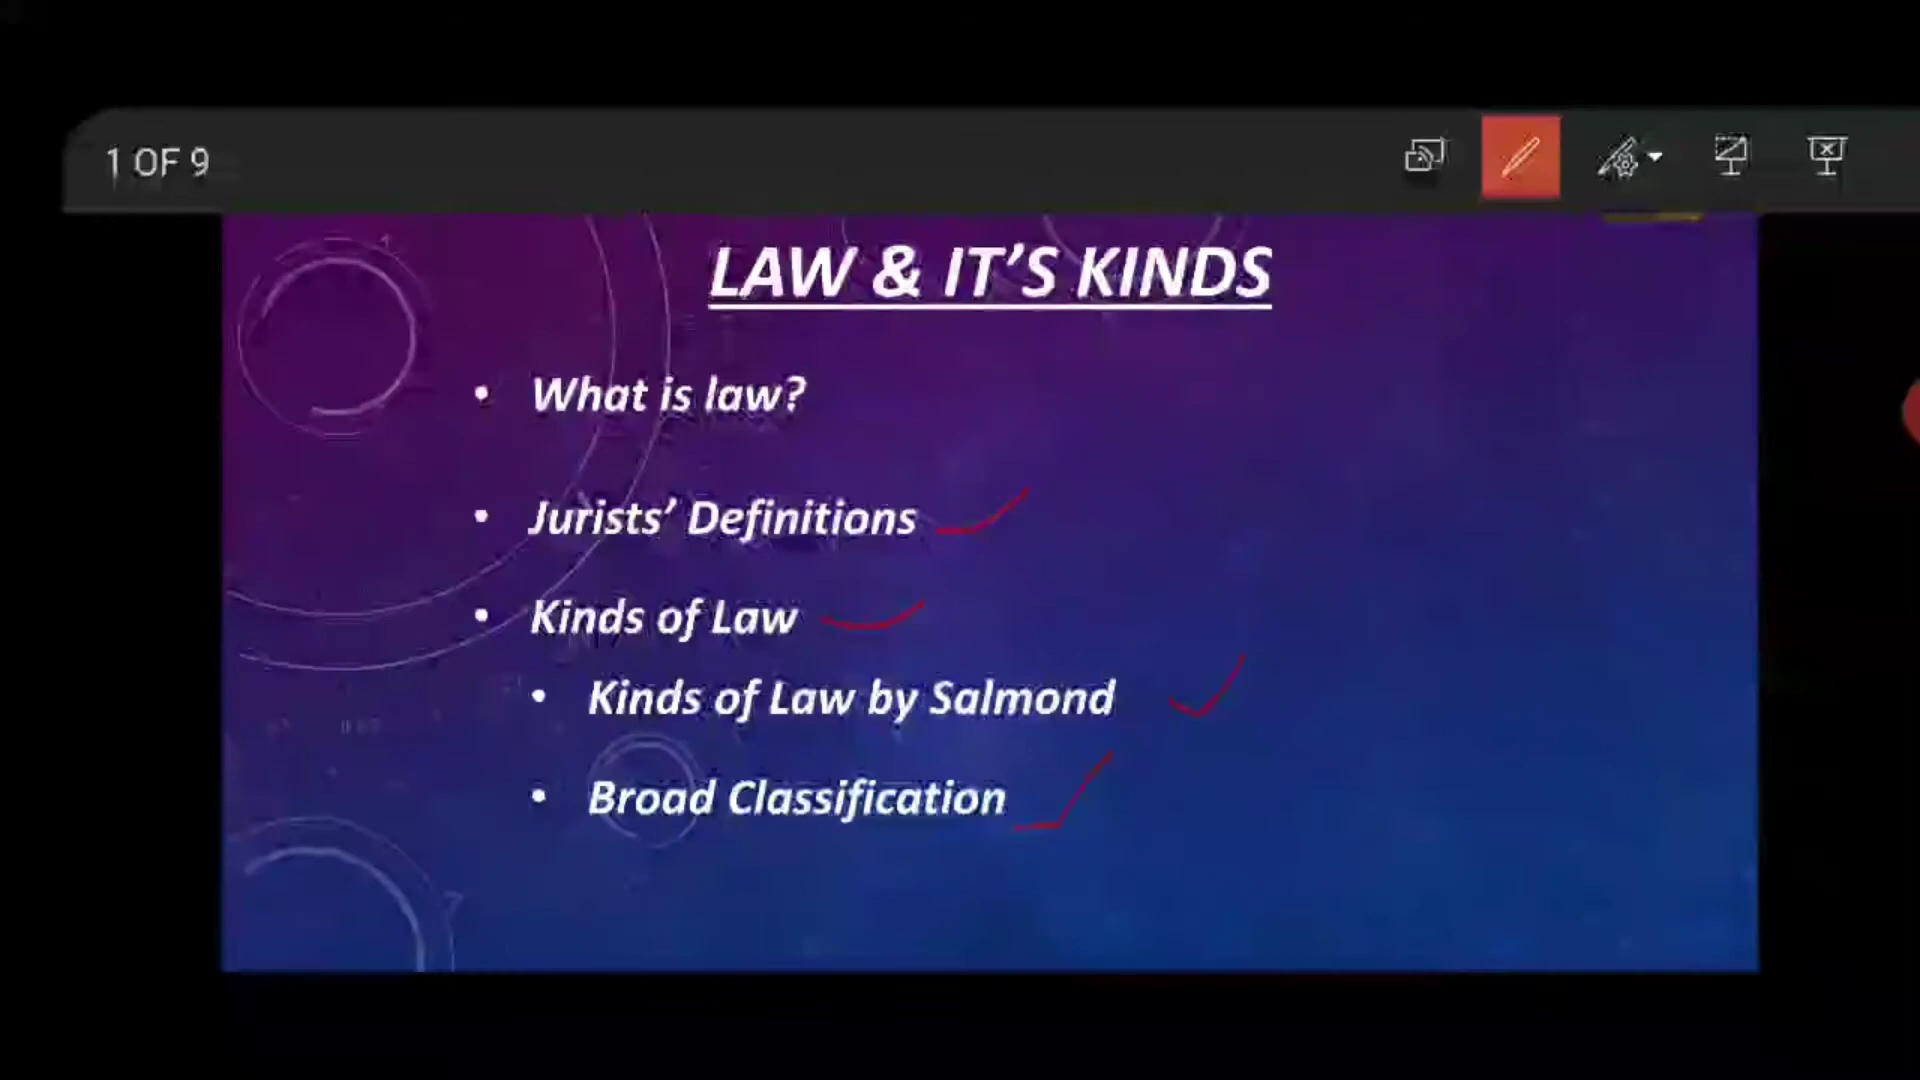 1 OF 9
LAW & IT'S KINDS
• What is law?
• Jurists' Definitions
• Kinds of Law
• Kinds of Law by Salmond
• Broad Classification